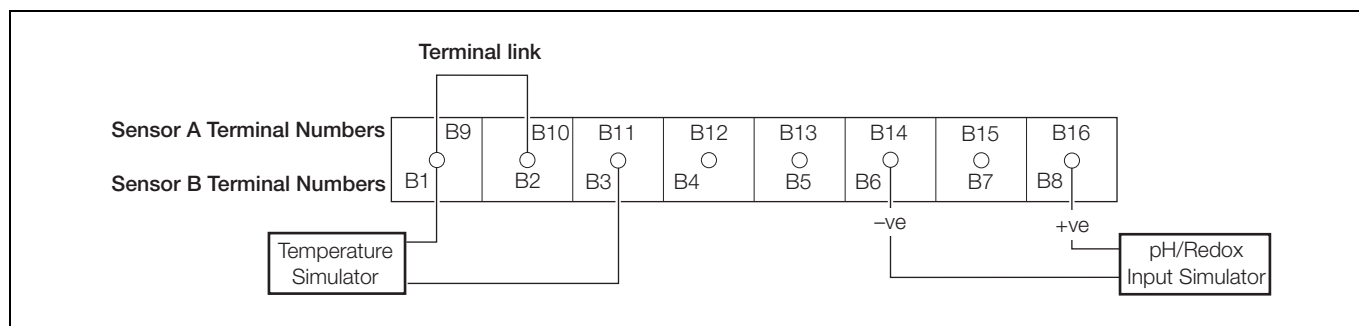 Terminal link
Sensor A Terminal Numbers
B9 B10 B11 B12 B13 B14 B15 B16
Sensor B Terminal Numbers
B1 B2 B3 B4 B5 B6 B7 B8
–ve
+ve
Temperature
Simulator
pH/Redox
Input Simulator